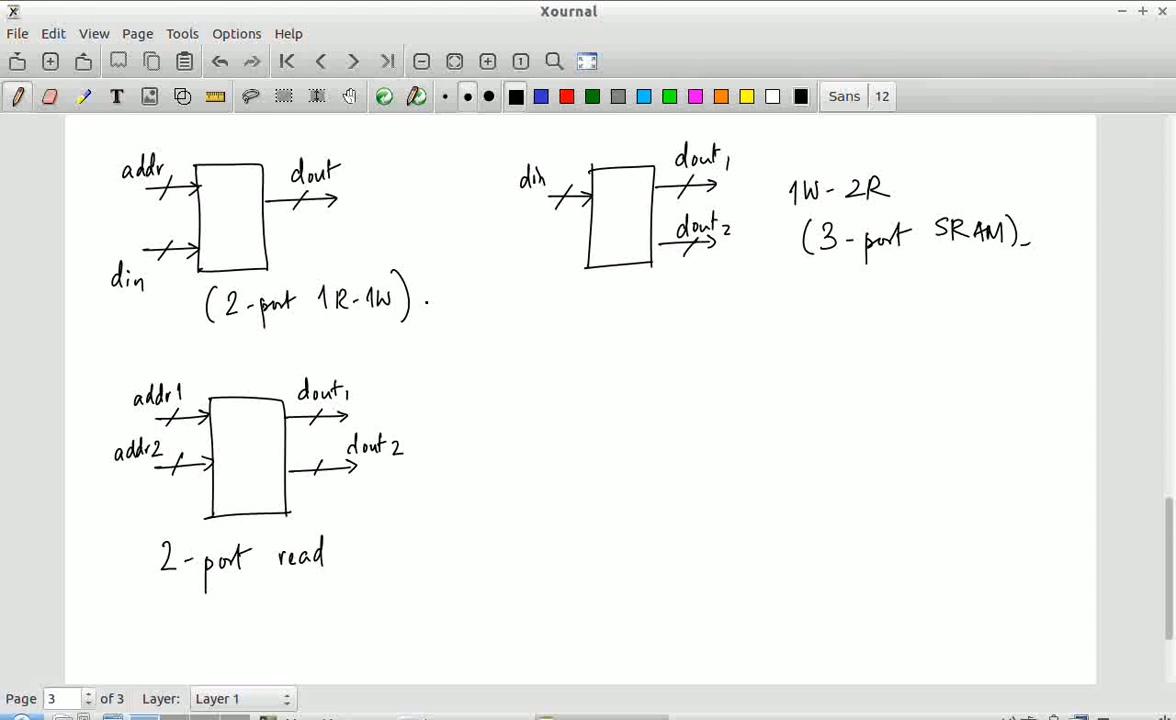 Xournal
File Edit View Page Tools Options Help
Sans 12
addr
dout
din
(2-port 1R-1W).
din
dout1
dout2
1W-2R
(3-port SRAM)
addr1
addr2
dout1
dout2
2-port read
Page 3 of 3 Layer: Layer 1